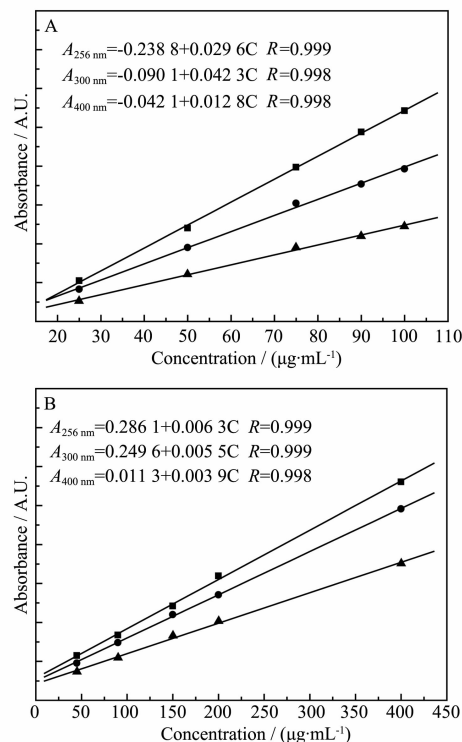 A
A256 nm=-0.238 8+0.029 6C R=0.999
A300 nm=-0.090 1+0.042 3C R=0.998
A400 nm=-0.042 1+0.012 8C R=0.998
Absorbance / A.U.
20 30 40 50 60 70 80 90 100 110
Concentration / (μg·mL-1)
B
A256 nm=0.286 1+0.006 3C R=0.999
A300 nm=0.249 6+0.005 5C R=0.999
A400 nm=0.011 3+0.003 9C R=0.998
Absorbance / A.U.
0 50 100 150 200 250 300 350 400 450
Concentration / (μg·mL-1)